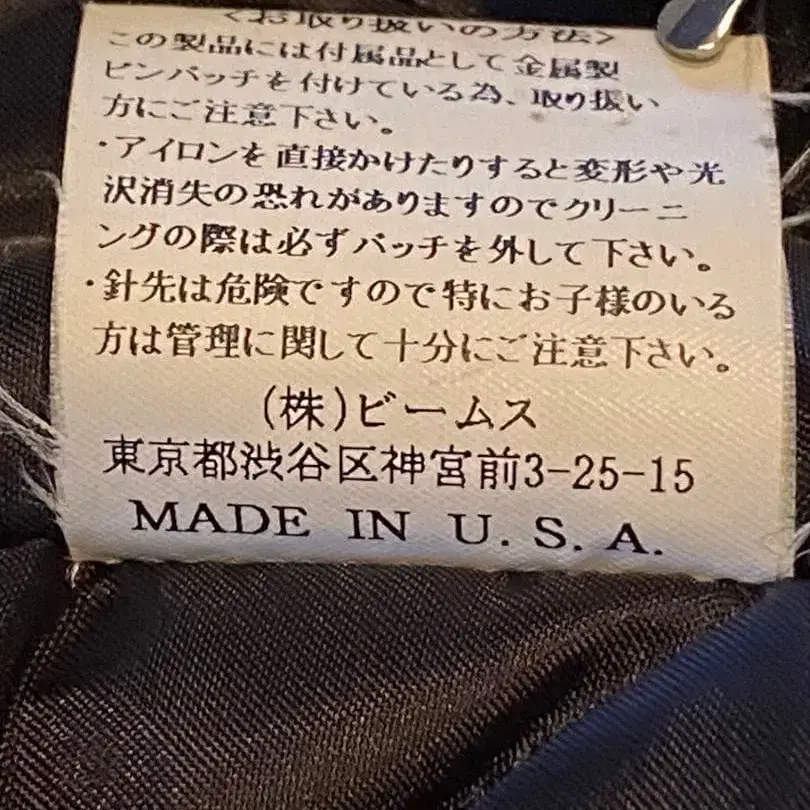 <お取り扱いの方法>
この製品には付属品として金属製
ピンバッチを付けている為、取り扱い
方にご注意下さい。
・アイロンを直接かけたりすると変形や光
沢消失の恐れがありますのでクリーニ
ングの際は必ずバッチを外して下さい。
・針先は危険ですので特にお子様のいる
方は管理に関して十分にご注意下さい。
(株)ビームス
東京都渋谷区神宮前3-25-15
MADE IN U.S.A.